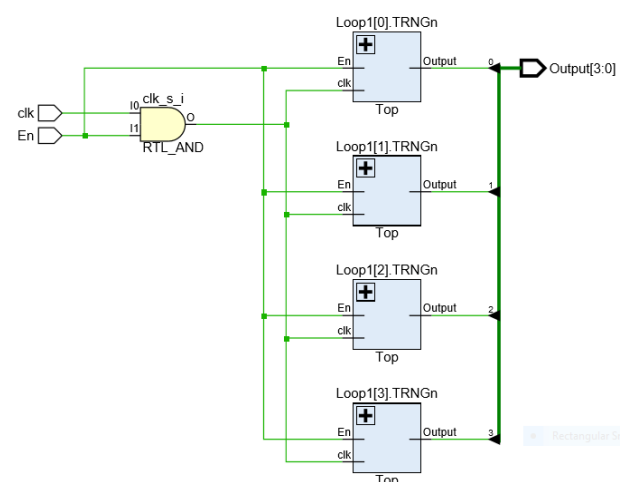 Loop1[0].TRNGn
En
clk
Output
Top
0
Output[3:0]
clk
En
I0
I1
clk_s_i
O
RTL_AND
Loop1[1].TRNGn
En
clk
Output
Top
1
Loop1[2].TRNGn
En
clk
Output
Top
2
Loop1[3].TRNGn
En
clk
Output
Top
3
Rectangular Se